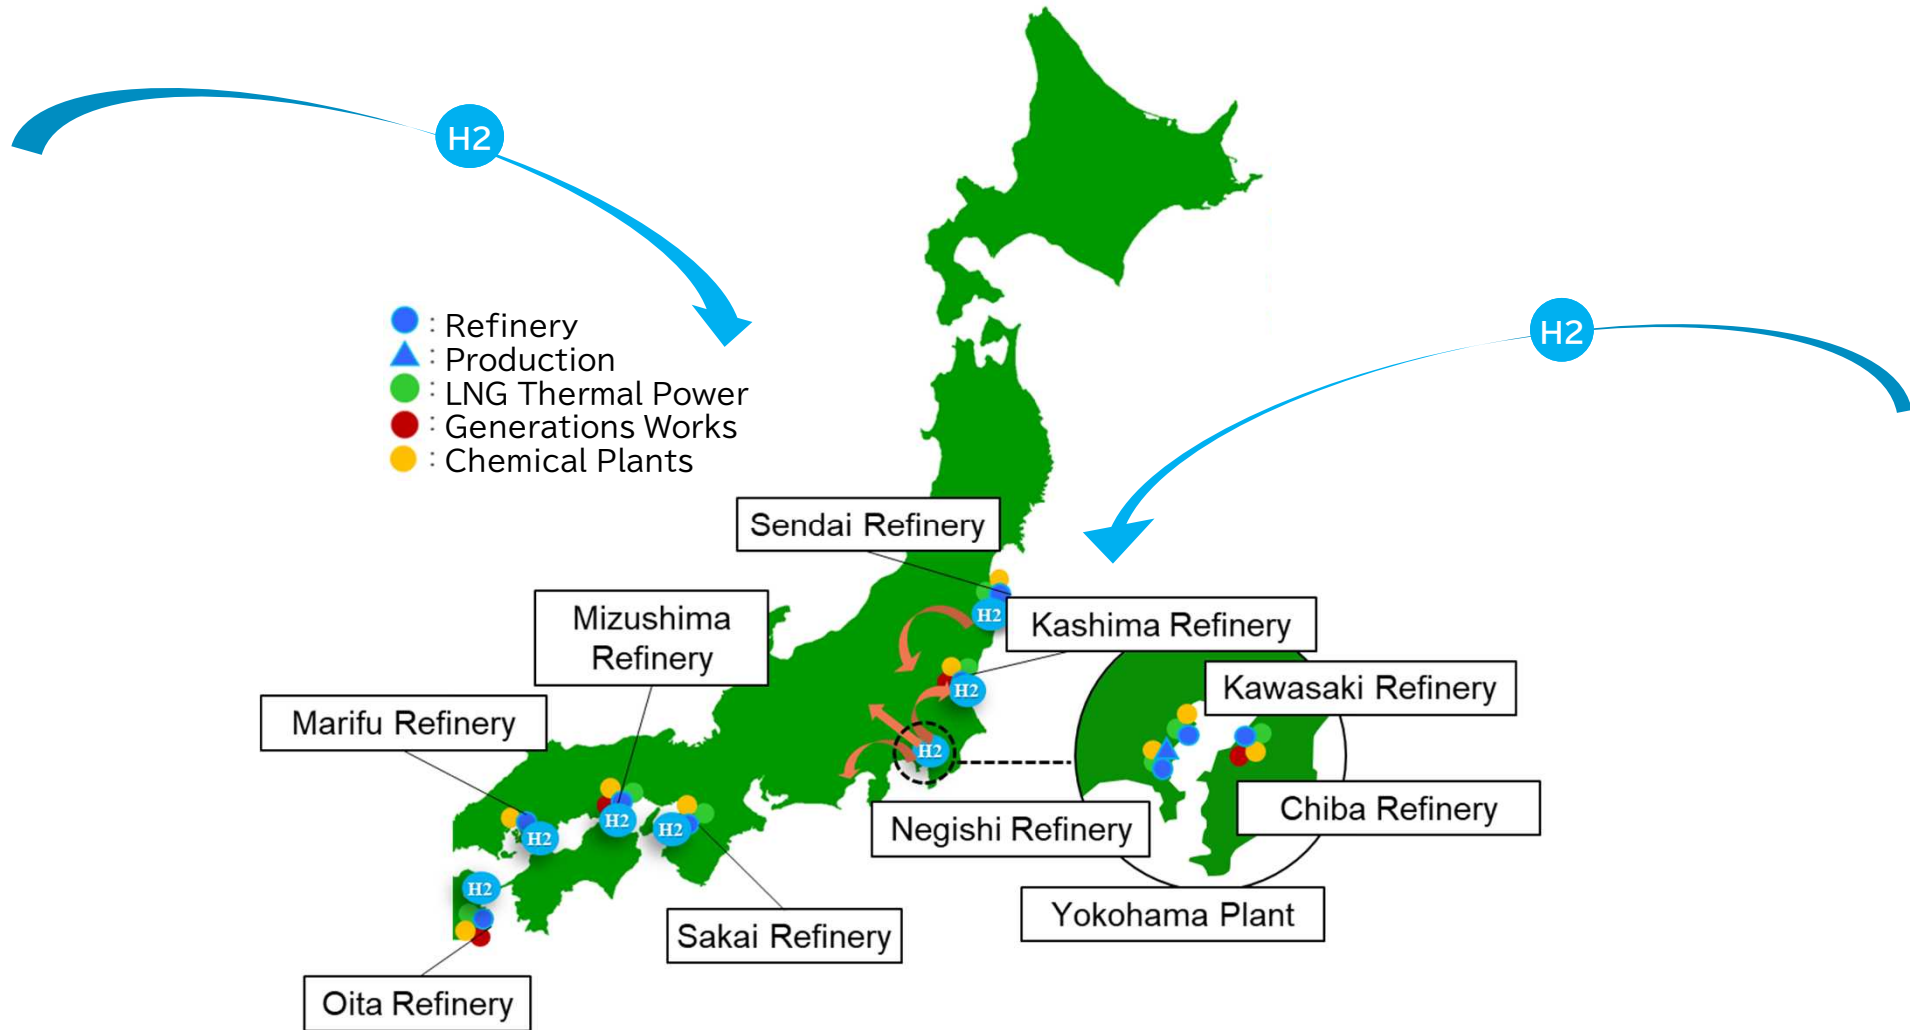 H2
H2
: Refinery
: Production
: LNG Thermal Power
: Generations Works
: Chemical Plants
Sendai Refinery
H2
Kashima Refinery
Mizushima
Refinery
H2
Kawasaki Refinery
Marifu Refinery
H2
Chiba Refinery
Negishi Refinery
H2
H2
H2
H2
Yokohama Plant
Sakai Refinery
Oita Refinery